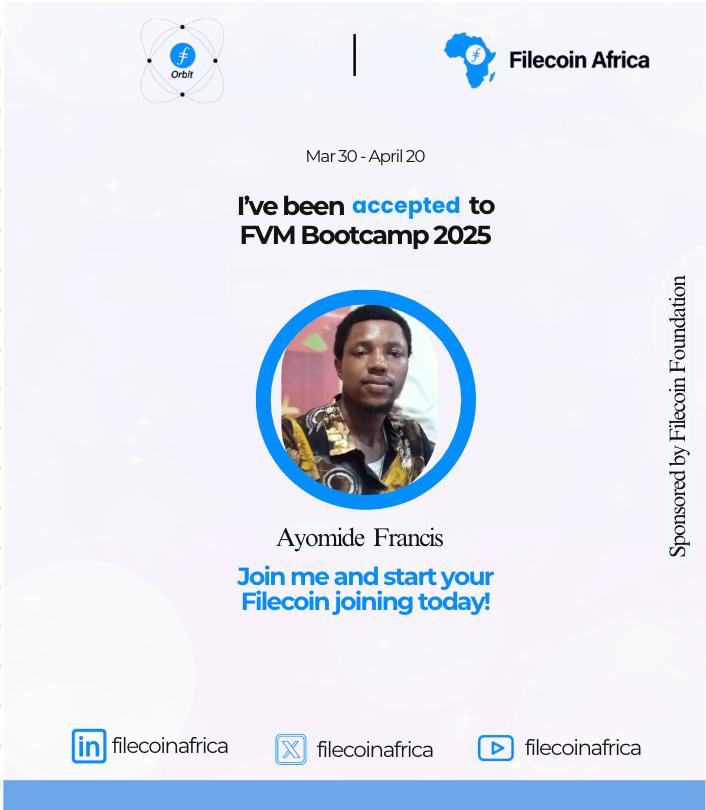 Orbit
Filecoin Africa
Mar 30 - April 20
I've been accepted to
FVM Bootcamp 2025
Sponsored by Filecoin Foundation
Ayomide Francis
Join me and start your
Filecoin joining today!
filecoinafrica
filecoinafrica
filecoinafrica